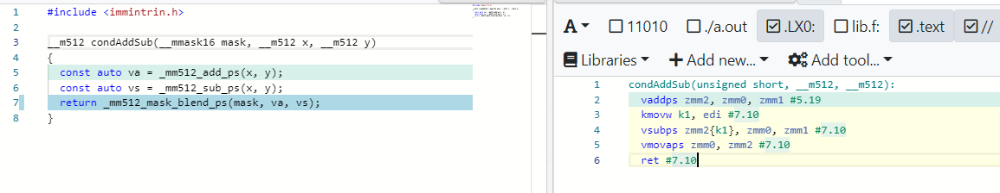 1 #include <immintrin.h>
2
3 __m512 condAddSub(__mmask16 mask, __m512 x, __m512 y)
4 {
5 const auto va = _mm512_add_ps(x, y);
6 const auto vs = _mm512_sub_ps(x, y);
7 return _mm512_mask_blend_ps(mask, va, vs);
8 }
A 11010 ./a.out .LX0: lib.f: .text //
Libraries Add new... Add tool...
1 condAddSub(unsigned short, __m512, __m512):
2 vaddps zmm2, zmm0, zmm1 #5.19
3 kmovw k1, edi #7.10
4 vsubps zmm2{k1}, zmm0, zmm1 #7.10
5 vmovaps zmm0, zmm2 #7.10
6 ret #7.10